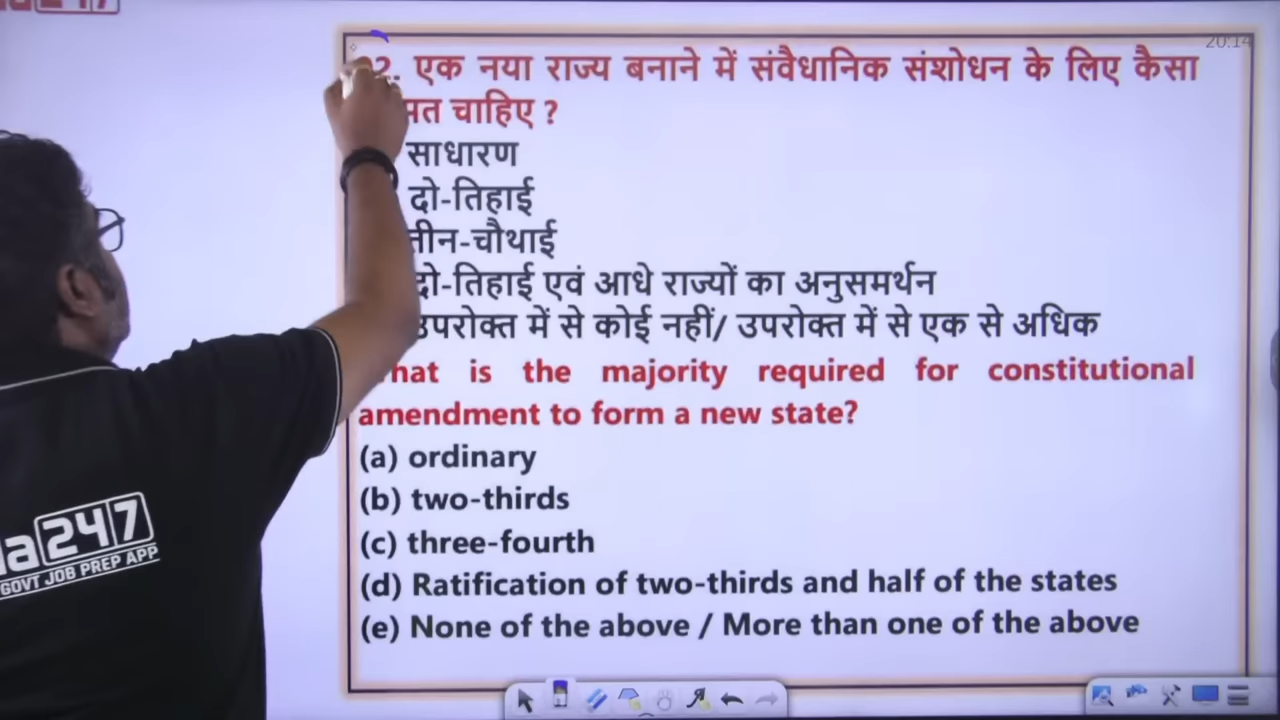 247
20:14
2. एक नया राज्य बनाने में संवैधानिक संशोधन के लिए कैसा
मत चाहिए ?
साधारण
दो-तिहाई
तीन-चौथाई
दो-तिहाई एवं आधे राज्यों का अनुसमर्थन
उपरोक्त में से कोई नहीं/ उपरोक्त में से एक से अधिक
hat is the majority required for constitutional
amendment to form a new state?
(a) ordinary
(b) two-thirds
(c) three-fourth
(d) Ratification of two-thirds and half of the states
(e) None of the above / More than one of the above
a247
GOVT JOB PREP APP